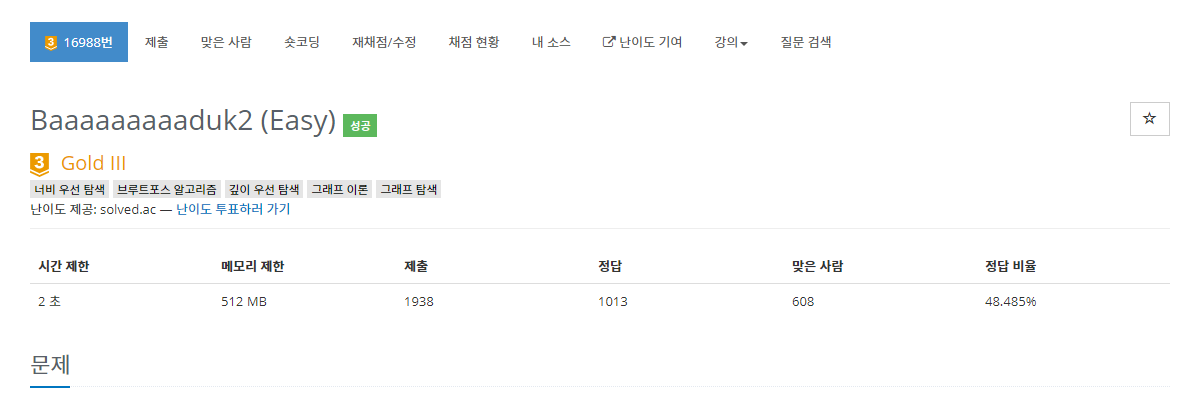 3 16988번 제출 맞은 사람 숏코딩 재채점/수정 채점 현황 내 소스 난이도 기여 강의 질문 검색
Baaaaaaaaaduk2 (Easy) 성공
3 Gold III
너비 우선 탐색 브루트포스 알고리즘 깊이 우선 탐색 그래프 이론 그래프 탐색
난이도 제공: solved.ac — 난이도 투표하러 가기
시간 제한 메모리 제한 제출 정답 맞은 사람 정답 비율
2 초 512 MB 1938 1013 608 48.485%
문제